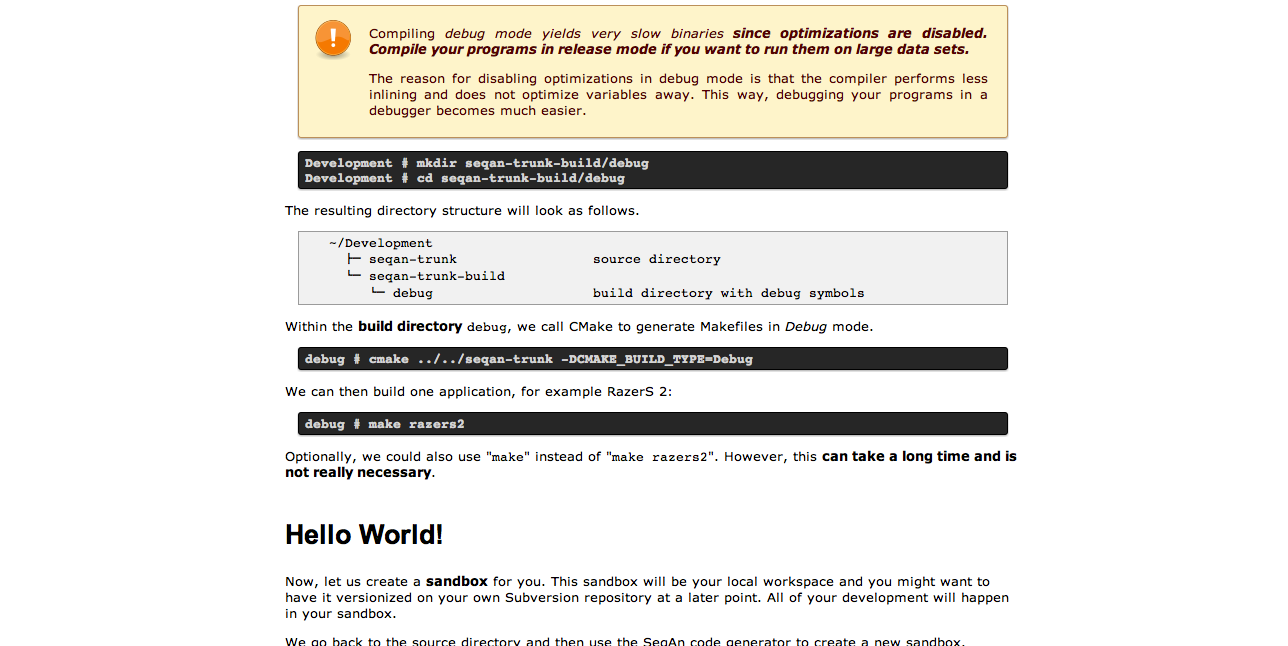 Compiling debug mode yields very slow binaries since optimizations are disabled.
Compile your programs in release mode if you want to run them on large data sets.
The reason for disabling optimizations in debug mode is that the compiler performs less
inlining and does not optimize variables away. This way, debugging your programs in a
debugger becomes much easier.
Development # mkdir seqan-trunk-build/debug
Development # cd seqan-trunk-build/debug
The resulting directory structure will look as follows.
~/Development
├─ seqan-trunk source directory
└─ seqan-trunk-build
└─ debug build directory with debug symbols
Within the build directory debug, we call CMake to generate Makefiles in Debug mode.
debug # cmake ../../seqan-trunk -DCMAKE_BUILD_TYPE=Debug
We can then build one application, for example RazerS 2:
debug # make razers2
Optionally, we could also use "make" instead of "make razers2". However, this can take a long time and is
not really necessary.
Hello World!
Now, let us create a sandbox for you. This sandbox will be your local workspace and you might want to
have it versionized on your own Subversion repository at a later point. All of your development will happen
in your sandbox.
We go back to the source directory and then use the SeqAn code generator to create a new sandbox.